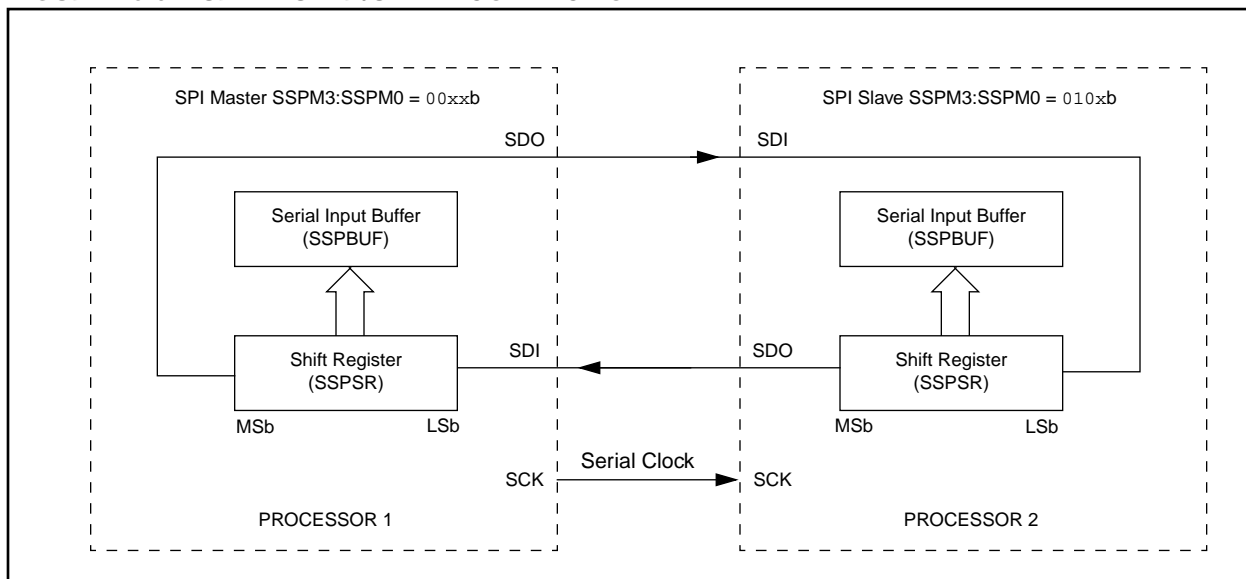 SPI Master SSPM3:SSPM0 = 00xxb
SDO
Serial Input Buffer
(SSPBUF)
Shift Register
(SSPSR)
MSb
LSb
SDI
SCK
PROCESSOR 1
Serial Clock
SPI Slave SSPM3:SSPM0 = 010xb
SDI
Serial Input Buffer
(SSPBUF)
SDO
Shift Register
(SSPSR)
MSb
LSb
SCK
PROCESSOR 2